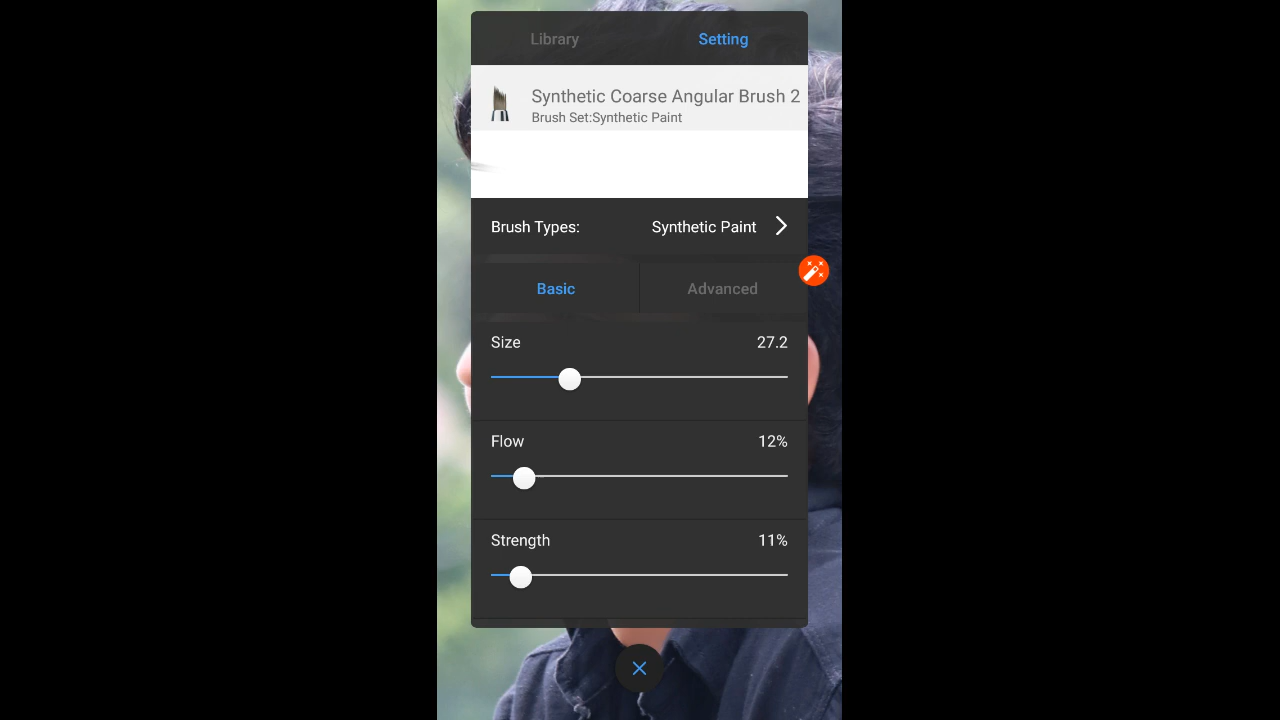 Library
Setting
Synthetic Coarse Angular Brush 2
Brush Set:Synthetic Paint
Brush Types:
Synthetic Paint
Basic
Advanced
Size
27.2
Flow
12%
Strength
11%